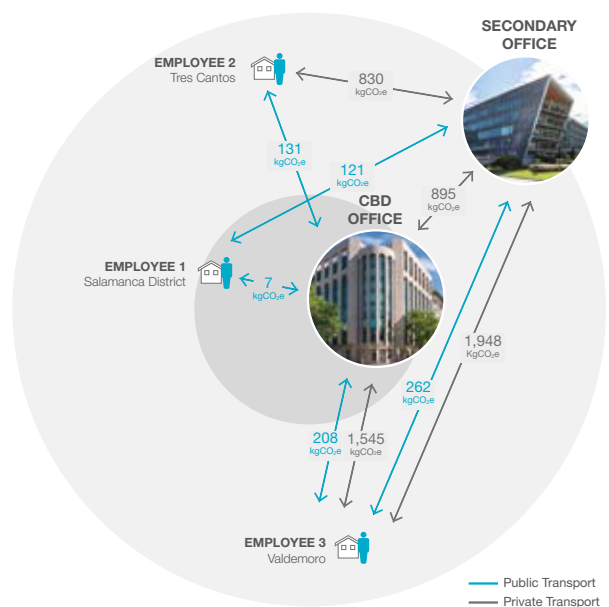 SECONDARY
OFFICE
EMPLOYEE 2
Tres Cantos
830
kgCO₂e
131
kgCO₂e
121
kgCO₂e
895
kgCO₂e
CBD
OFFICE
EMPLOYEE 1
Salamanca District
7
kgCO₂e
1,948
KgCO₂e
262
kgCO₂e
208
kgCO₂e
1,545
kgCO₂e
EMPLOYEE 3
Valdemoro
Public Transport
Private Transport